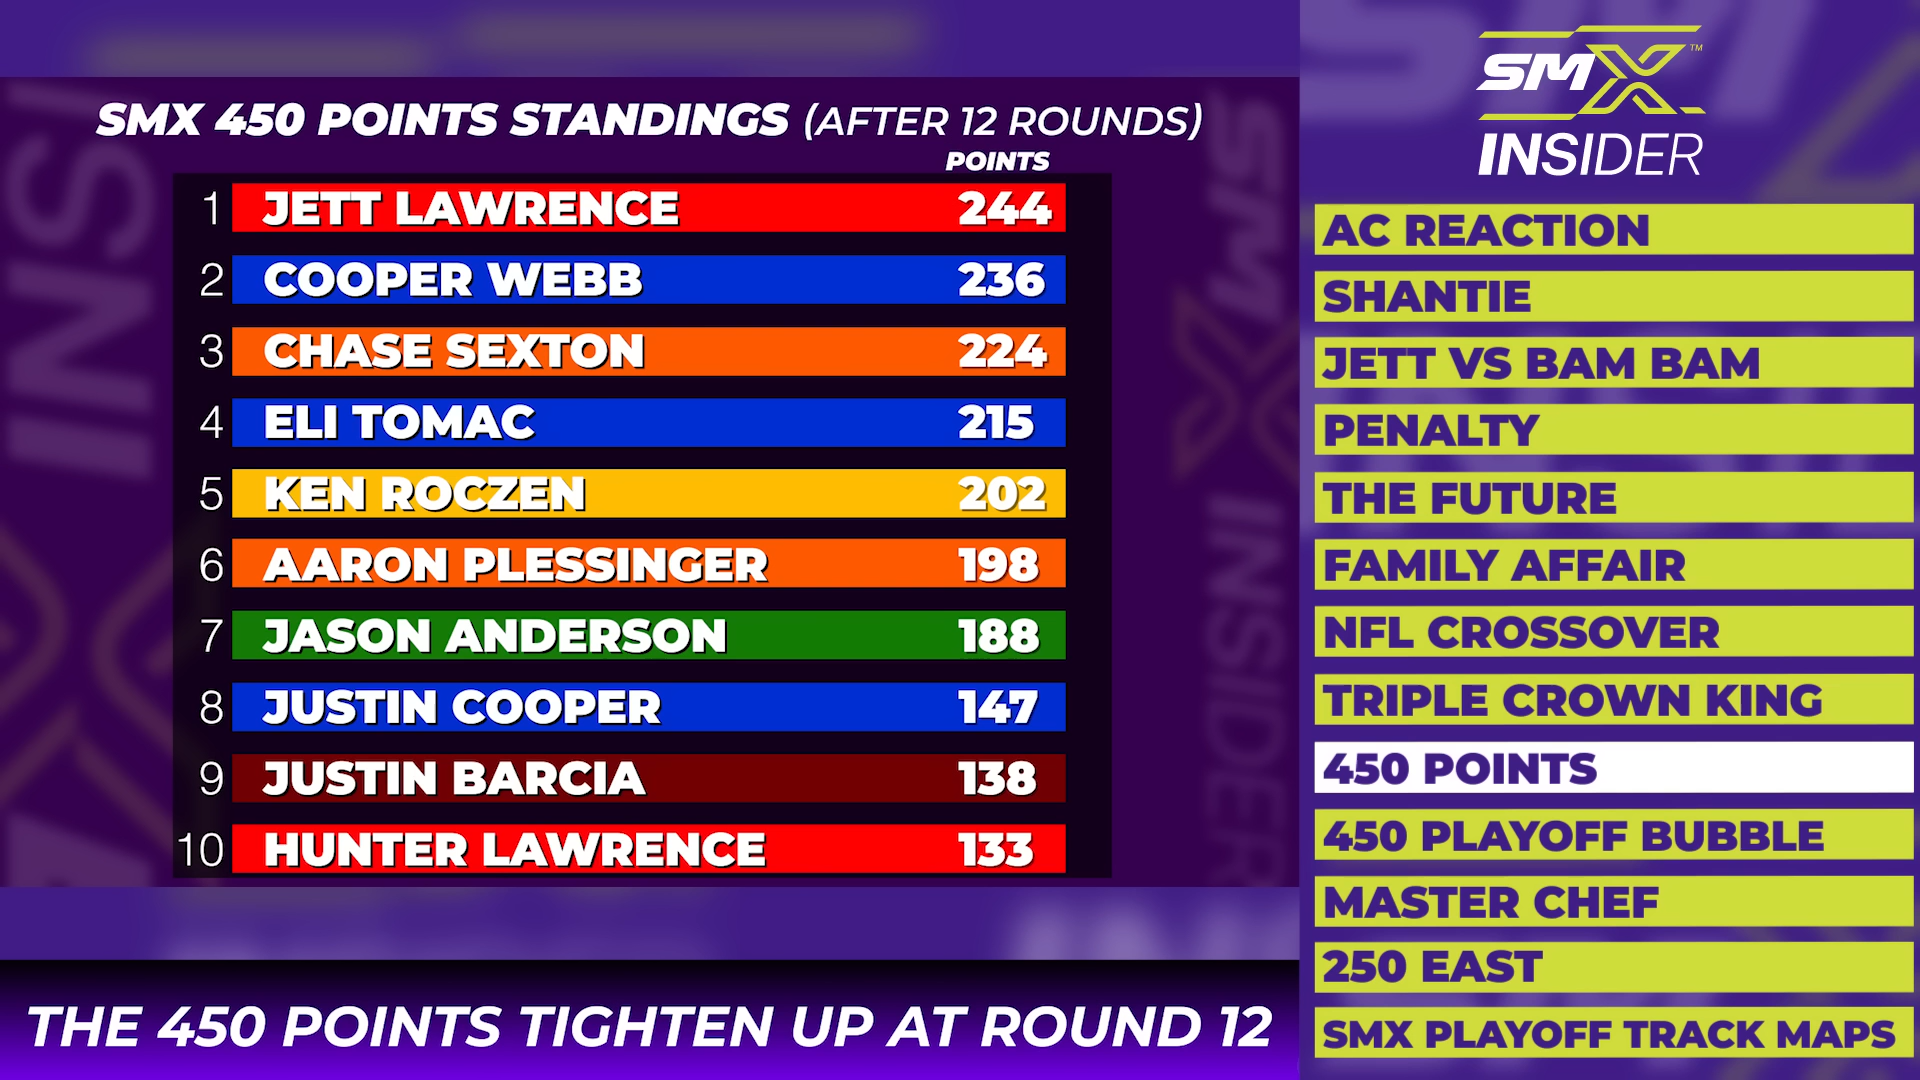 SMX 450 POINTS STANDINGS (AFTER 12 ROUNDS)
POINTS
1 JETT LAWRENCE 244
2 COOPER WEBB 236
3 CHASE SEXTON 224
4 ELI TOMAC 215
5 KEN ROCZEN 202
6 AARON PLESSINGER 198
7 JASON ANDERSON 188
8 JUSTIN COOPER 147
9 JUSTIN BARCIA 138
10 HUNTER LAWRENCE 133
THE 450 POINTS TIGHTEN UP AT ROUND 12
SMX™
INSIDER
AC REACTION
SHANTIE
JETT VS BAM BAM
PENALTY
THE FUTURE
FAMILY AFFAIR
NFL CROSSOVER
TRIPLE CROWN KING
450 POINTS
450 PLAYOFF BUBBLE
MASTER CHEF
250 EAST
SMX PLAYOFF TRACK MAPS